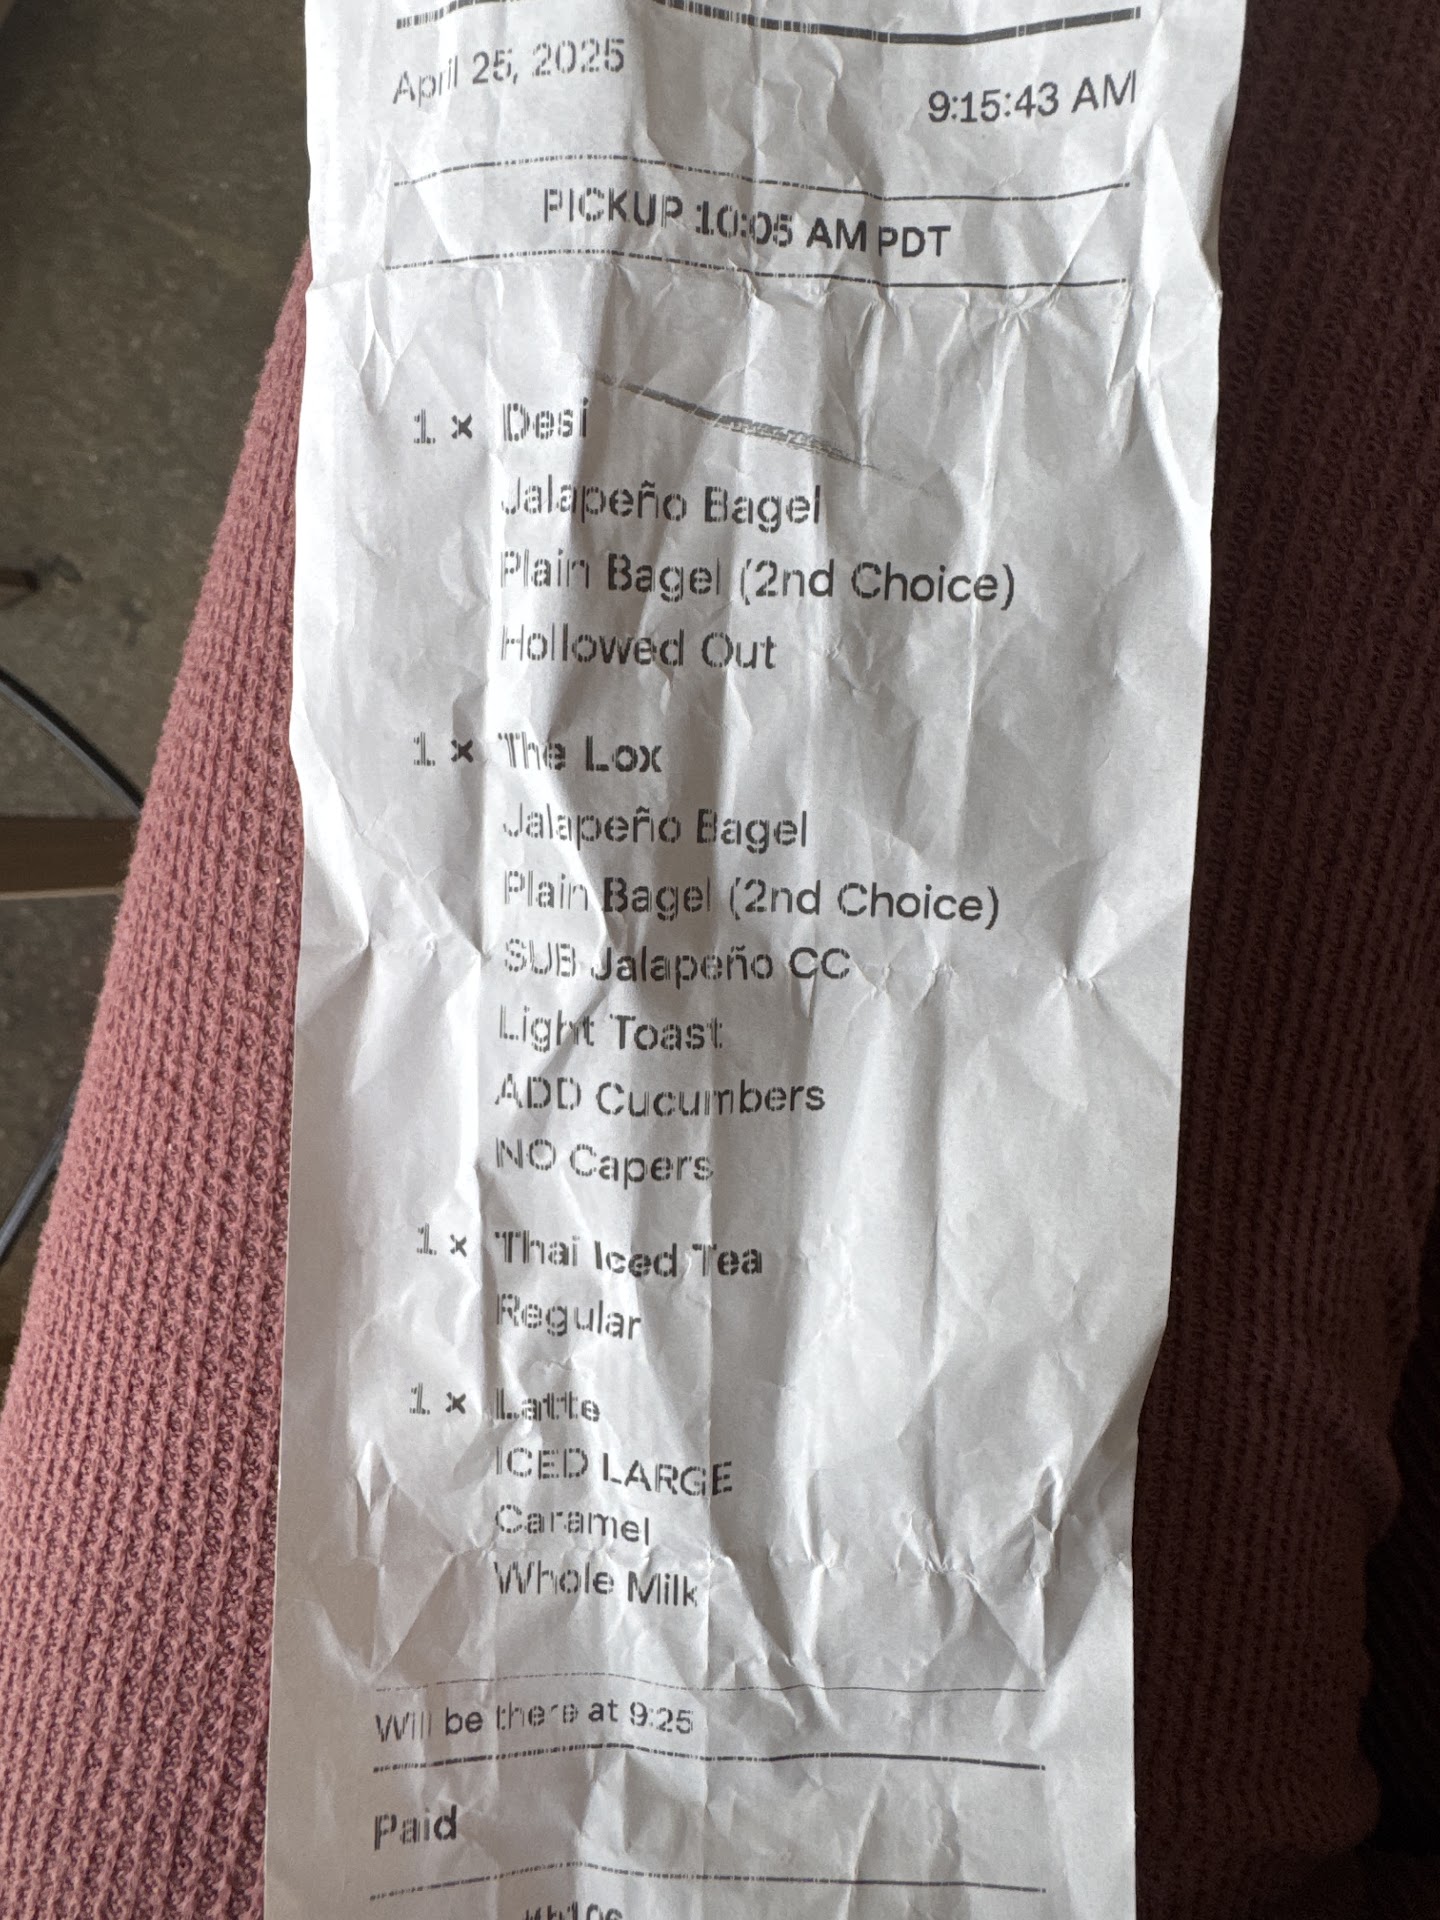 April 25, 2025
9:15:43 AM
PICKUP 10:05 AM PDT
1 x Desi
Jalapeño Bagel
Plain Bagel (2nd Choice)
Hollowed Out
1 x The Lox
Jalapeño Bagel
Plain Bagel (2nd Choice)
SUB Jalapeño CC
Light Toast
ADD Cucumbers
NO Capers
1 x Thai Iced Tea
Regular
1 x Latte
ICED LARGE
Caramel
Whole Milk
Will be there at 9:25
Paid